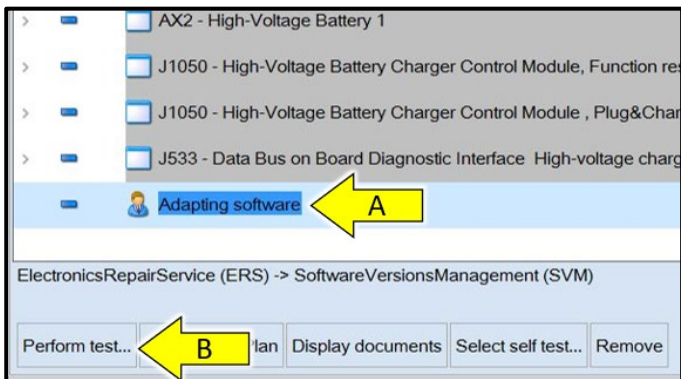 AX2 - High-Voltage Battery 1
J1050 - High-Voltage Battery Charger Control Module, Function res
J1050 - High-Voltage Battery Charger Control Module , Plug&Char
J533 - Data Bus on Board Diagnostic Interface High-voltage charg
Adapting software A
ElectronicsRepairService (ERS) -> SoftwareVersionsManagement (SVM)
Perform test... B Plan Display documents Select self test... Remove